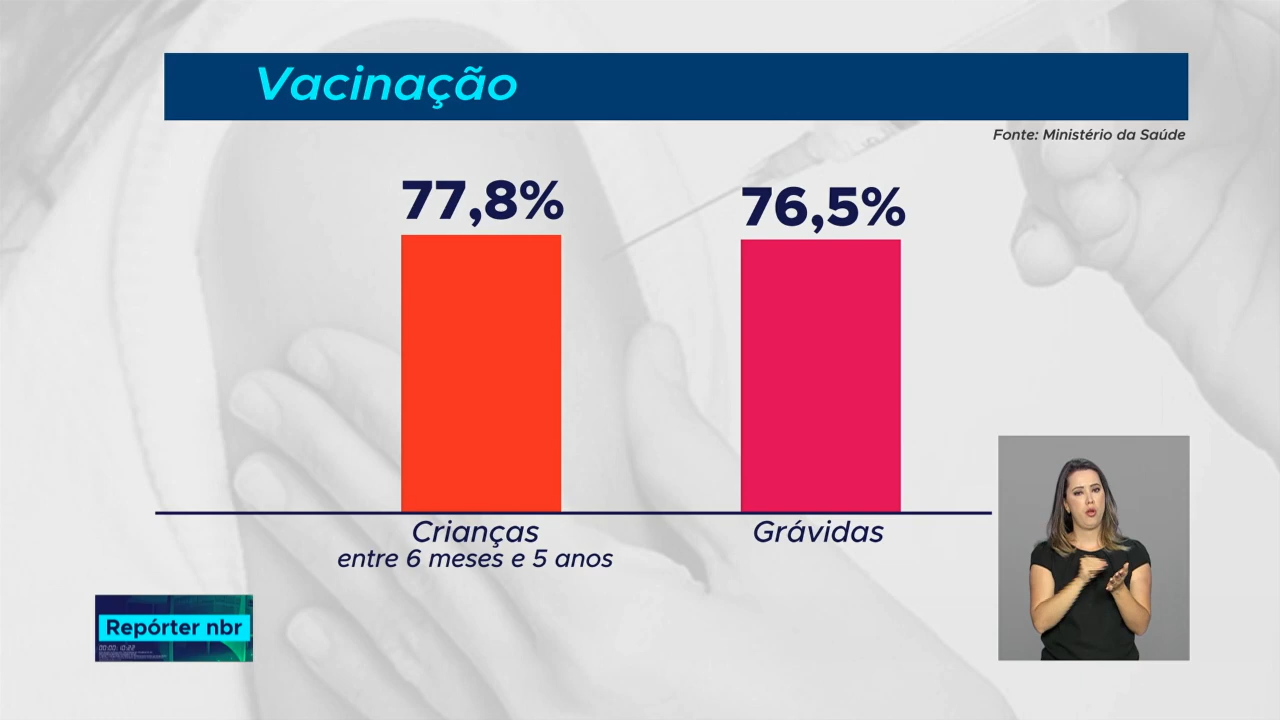 Vacinação
Fonte: Ministério da Saúde
77,8%
76,5%
Crianças
entre 6 meses e 5 anos
Grávidas
Repórter nbr